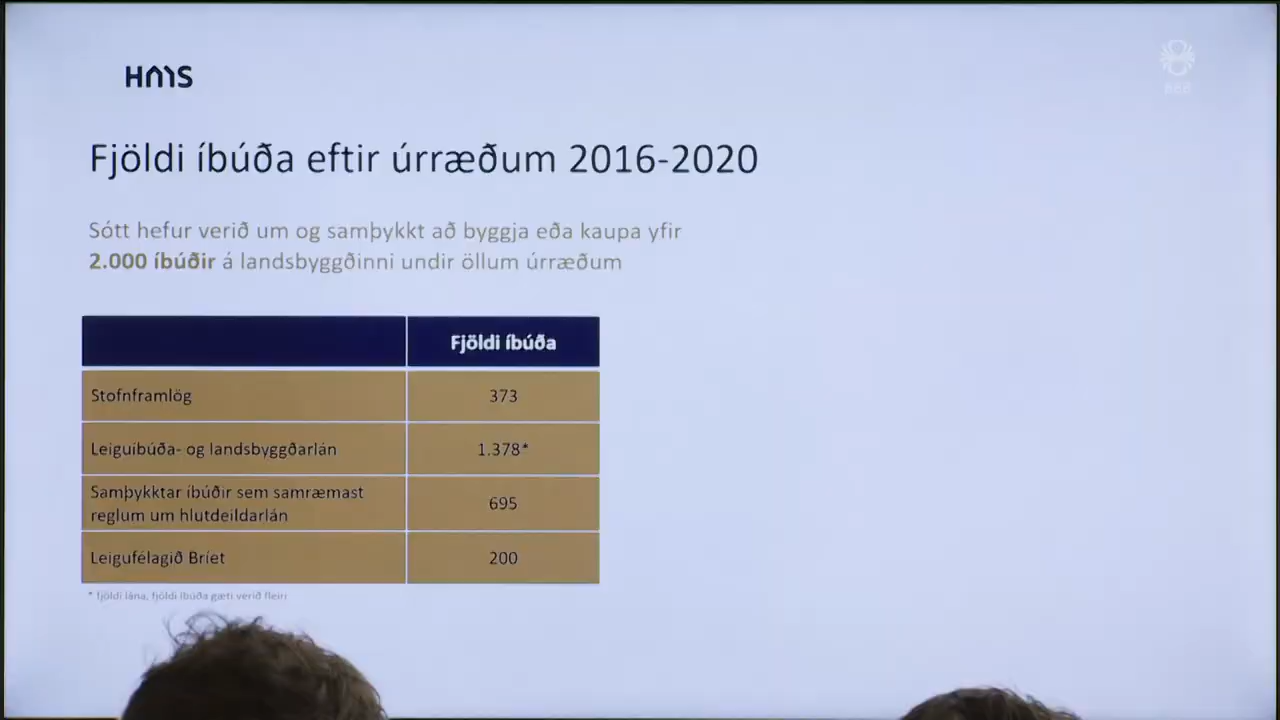 HMS
Fjöldi íbúða eftir úrræðum 2016-2020
Sótt hefur verið um og samþykkt að byggja eða kaupa yfir
2.000 íbúðir á landsbyggðinni undir öllum úrræðum
Fjöldi íbúða
Stofnframlög 373
Leiguíbúða- og landsbyggðarlán 1.378*
Samþykktar íbúðir sem samræmast
reglum um hlutdeildarlán 695
Leigufélagið Bríet 200
* fjöldi lána, fjöldi íbúða gæti verið fleiri